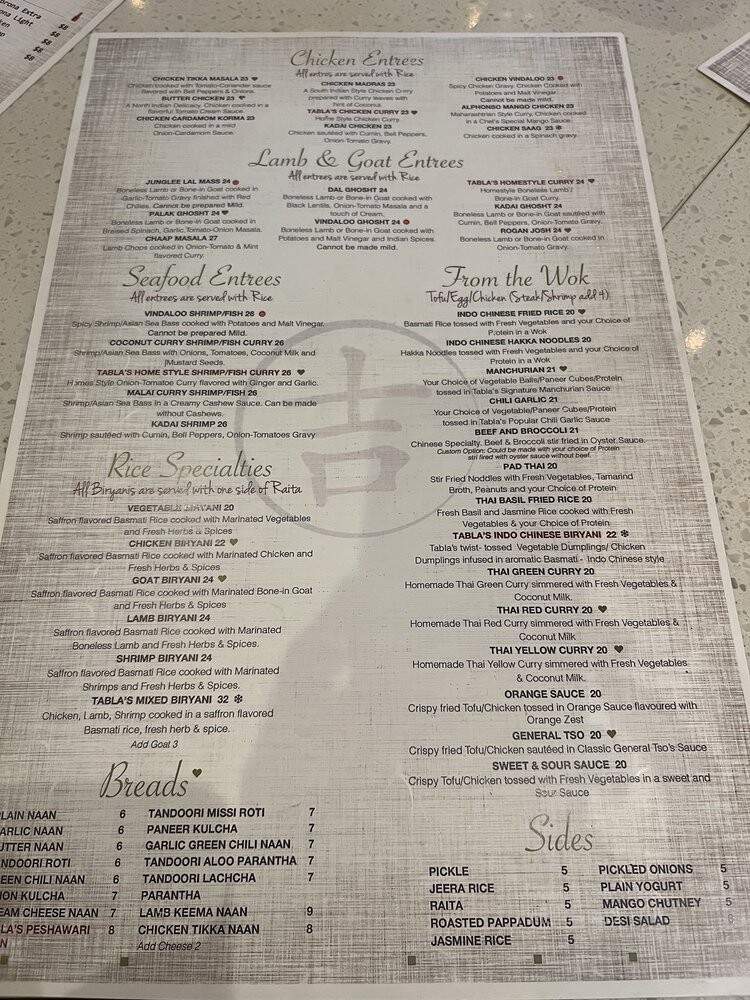 rona Extra
Light
$8
$8
$8
$8
Chicken Entrees
All entres are served with Rice
CHICKEN TIKKA MASALA 23
Chicken cooked with Tomato-Coriander sauce
flavored with Bell Peppers & Onions.
BUTTER CHICKEN 23
A North Indian Delicacy, Chicken cooked in a
flavorful Tomato Cream Sauce
CHICKEN CARDAMOM KORMA 23
Chicken cooked in a mild
Onion-Cardamom Sauce
CHICKEN MADRAS 23
A South Indian Style Chicken Curry
prepared with Curry leaves with
hint of Coconut
TABLA'S CHICKEN CURRY 23
Home Style Chicken Curry.
KADAI CHICKEN 23
Chicken sautéed with Cumin, Bell Peppers,
Onion-Tomato Gravy.
CHICKEN VINDALOO 23
Spicy Chicken Gravy. Chicken Cooked with
Potatoes and Malt Vinegar.
Cannot be made mild.
ALPHONSO MANGO CHICKEN 23
Maharashtrian Style Curry, Chicken cooked
in a Chef's Special Mango Sauce
CHICKEN SAAG 23
Chicken cooked in a Spinach gravy.
Lamb & Goat Entrees
All entrees are served with Rice
JUNGLEE LAL MASS 24
Boneless Lamb or Bone-in Goat cooked in
Garlic-Tomato Gravy finished with Red
Chilies. Cannot be prepared Mild.
PALAK GHOSHT 24
Boneless Lamb or Bone-in Goat cooked in
Braised Spinach, Garlic,Tomato-Onion Masala.
CHAAP MASALA 27
Lamb Chops cooked in Onion-Tomato & Mint
flavored Curry.
DAL GHOSHT 24
Boneless Lamb or Bone-in Goat cooked with
Black Lentils, Onion-Tomato Masala and a
touch of Cream.
VINDALOO GHOSHT 24
Boneless Lamb or Bone-in Goat cooked with
Potatoes and Malt Vinegar and Indian Spices.
Cannot be made mild.
TABLA'S HOMESTYLE CURRY 24
Homestyle Boneless Lamb/
Bone-in Goat Curry.
KADAI GHOSHT 24
Boneless Lamb or Bone-in Goat sautéed with
Cumin, Bell Peppers, Onion-Tomato Gravy.
ROGAN JOSH 24
Boneless Lamb or Bone-in Goat cooked in
Onion-Tomato Gravy.
Seafood Entrees
All entrees are served with Rice
VINDALOO SHRIMP/FISH 26
Spicy Shrimp/Asian Sea Bass cooked with Potatoes and Malt Vinegar.
Cannot be prepared Mild.
COCONUT CURRY SHRIMP/FISH CURRY 26
Shrimp/Asian Sea Bass with Onions, Tomatoes, Coconut Milk and
|Mustard Seeds.
TABLA'S HOME STYLE SHRIMP/FISH CURRY 26
Homes Style Onion-Tomatoe Curry flavored with Ginger and Garlic.
MALAI CURRY SHRIMP/FISH 26
Shrimp/Asian Sea Bass in a Creamy Cashew Sauce. Can be made
without Cashews.
KADAI SHRIMP 26
Shrimp sautéed with Cumin, Bell Peppers, Onion-Tomatoes Gravy
Rice Specialties
All Biryanis are served with one side of Raita
VEGETABLE BIRYANI 20
Saffron flavored Basmati Rice cooked with Marinated Vegetables
and Fresh Herbs & Spices
CHICKEN BIRYANI 22
Saffron flavored Basmati Rice cooked with Marinated Chicken and
Fresh Herbs & Spices
GOAT BIRYANI 24
Saffron flavored Basmati Rice cooked with Marinated Bone-in Goat
and Fresh Herbs & Spices
LAMB BIRYANI 24
Saffron flavored Basmati Rice cooked with Marinated
Boneless Lamb and Fresh Herbs & Spices.
SHRIMP BIRYANI 24
Saffron flavored Basmati Rice cooked with Marinated
Shrimps and Fresh Herbs & Spices.
TABLA'S MIXED BIRYANI 32
Chicken, Lamb, Shrimp cooked in a saffron flavored
Basmati rice, fresh herb & spice.
Add Goat 3
From the Wok
Tofu/Egg/Chicken (Steak/Shrimp add 4)
INDO CHINESE FRIED RICE 20
Basmati Rice tossed with Fresh Vegetables and your Choice of
Protein in a Wok
INDO CHINESE HAKKA NOODLES 20
Hakka Noodles tossed with Fresh Vegetables and your Choice of
Protein in a Wok
MANCHURIAN 21
Your Choice of Vegetable Balls/Paneer Cubes/Protein
tossed in Tabla's Signature Manchurian Sauce
CHILI GARLIC 21
Your Choice of Vegetable/Paneer Cubes/Protein
tossed in Tabla's Popular Chili Garlic Sauce
BEEF AND BROCCOLI 21
Chinese Specialty. Beef & Broccoli stir fried in Oyster Sauce.
Custom Option: Could be made with your choice of Protein
stri fired with oyster sauce without beef.
PAD THAI 20
Stir Fried Noddles with Fresh Vegetables, Tamarind
Broth, Peanuts and your Choice of Protein
THAI BASIL FRIED RICE 20
Fresh Basil and Jasmine Rice cooked with Fresh
Vegetables & your Choice of Protein
TABLA'S INDO CHINESE BIRYANI 22
Tabla's twist- tossed Vegetable Dumplings/ Chicken
Dumplings infused in aromatic Basmati - Indo Chinese style
THAI GREEN CURRY 20
Homemade Thai Green Curry simmered with Fresh Vegetables &
Coconut Milk.
THAI RED CURRY 20
Homemade Thai Red Curry simmered with Fresh Vegetables &
Coconut Milk
THAI YELLOW CURRY 20
Homemade Thai Yellow Curry simmered with Fresh Vegetables
& Coconut Milk.
ORANGE SAUCE 20
Crispy fried Tofu/Chicken tossed in Orange Sauce flavoured with
Orange Zest
GENERAL TSO 20
Crispy fried Tofu/Chicken sautéed in Classic General Tso's Sauce
SWEET & SOUR SAUCE 20
Crispy Tofu/Chicken tossed with Fresh Vegetables in a sweet and
Sour Sauce
吉
Breads
LAIN NAAN 6
ARLIC NAAN 6
UTTER NAAN 6
NDOORI ROTI 6
EEN CHILI NAAN 6
ION KULCHA 7
EAM CHEESE NAAN 7
LA'S PESHAWARI 8
N
TANDOORI MISSI ROTI 7
PANEER KULCHA 7
GARLIC GREEN CHILI NAAN 7
TANDOORI ALOO PARANTHA 7
TANDOORI LACHCHA 7
PARANTHA
LAMB KEEMA NAAN 9
CHICKEN TIKKA NAAN 8
Add Cheese 2
Sides
PICKLE 5
JEERA RICE 5
RAITA 5
ROASTED PAPPADUM 5
JASMINE RICE 5
PICKLED ONIONS 5
PLAIN YOGURT 5
MANGO CHUTNEY 5
DESI SALAD